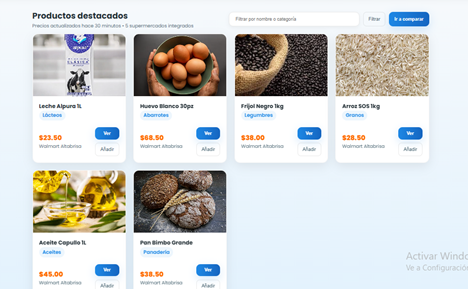 Productos destacados
Precios actualizados hace 30 minutos • 5 supermercados integrados
Filtrar por nombre o categoría
Filtrar
Ir a comparar
alpura
CLÁSICA
Leche Alpura 1L
Lácteos
$23.50
Walmart Altabrisa
Ver
Añadir
Huevo Blanco 30pz
Abarrotes
$68.50
Walmart Altabrisa
Ver
Añadir
Frijol Negro 1kg
Legumbres
$38.00
Walmart Altabrisa
Ver
Añadir
Arroz SOS 1kg
Granos
$28.50
Walmart Altabrisa
Ver
Añadir
Aceite Capullo 1L
Aceites
$45.00
Walmart Altabrisa
Ver
Añadir
Pan Bimbo Grande
Panadería
$38.50
Walmart Altabrisa
Ver
Añadir
Activar Windo
Ve a Configuración